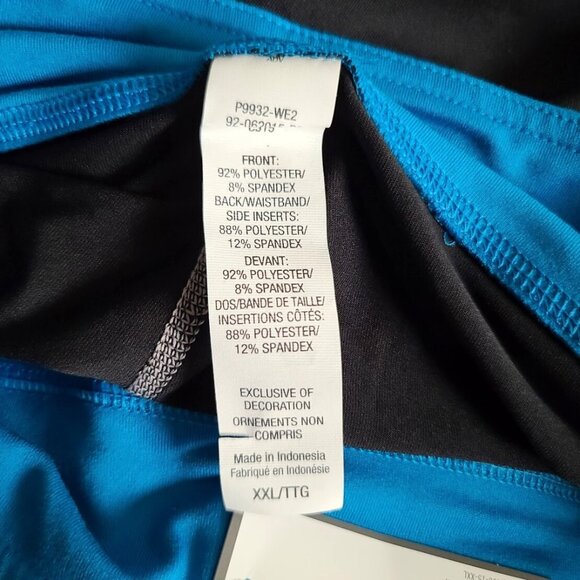 P9932-WE2
FRONT:
92% POLYESTER/
8% SPANDEX
BACK/WAISTBAND/
SIDE INSERTS:
88% POLYESTER/
12% SPANDEX
DEVANT:
92% POLYESTER/
8% SPANDEX
DOS/BANDE DE TAILLE/
INSERTIONS CÔTÉS:
88% POLYESTER/
12% SPANDEX
EXCLUSIVE OF
DECORATION
ORNEMENTS NON
COMPRIS
Made in Indonesia
Fabriqué en Indonésie
XXL/TTG